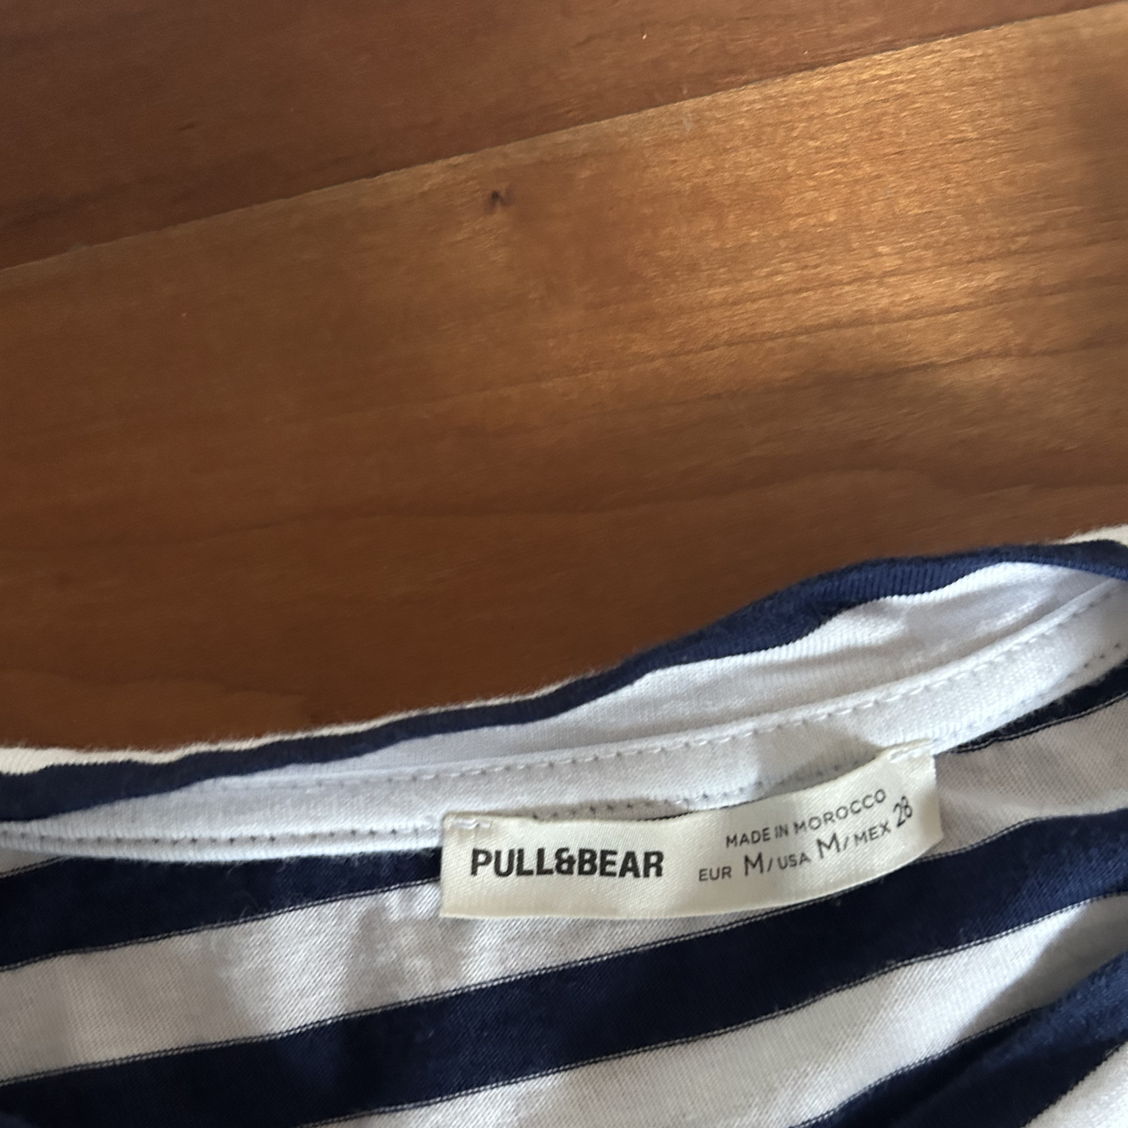 PULL&BEAR
MADE IN MOROCCO
EUR M/USA M/MEX 28